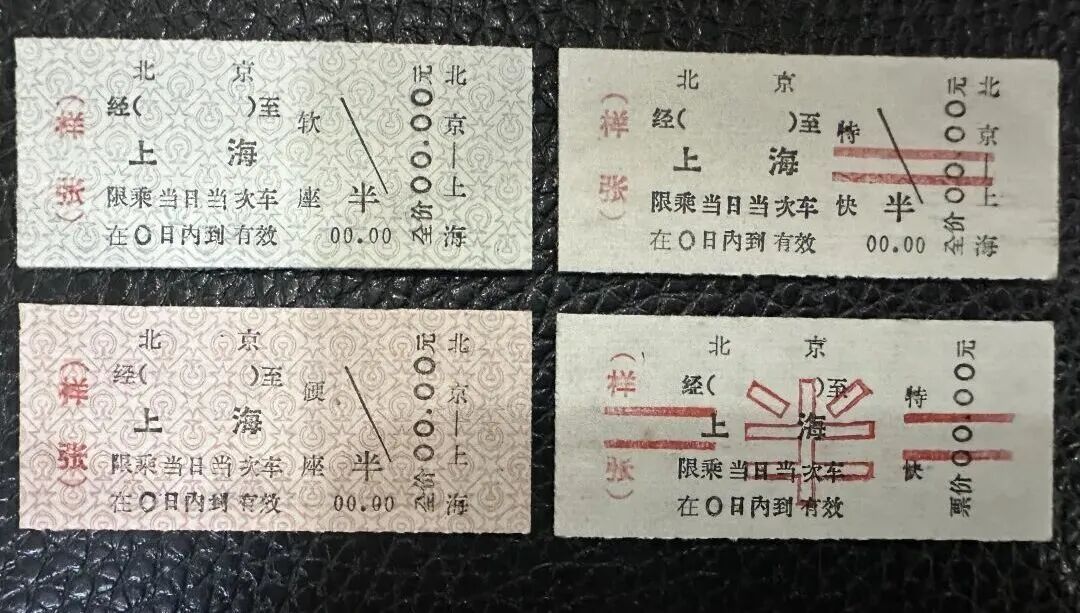 (样张)
北京
经( )至
上海
限乘当日当次车
在0日内到有效
软座
半
00.00
全价00.00元
北京—上海
(样张)
北京
经( )至
上海
限乘当日当次车
在0日内到有效
特快
半
00.00
全价00.00元
北京—上海
(样张)
北京
经( )至
上海
限乘当日当次车
在0日内到有效
硬座
半
00.00
全价00.00元
北京—上海
(样张)
北京
经( )至
上海
限乘当日当次车
在0日内到有效
半
特快
票价00.00元